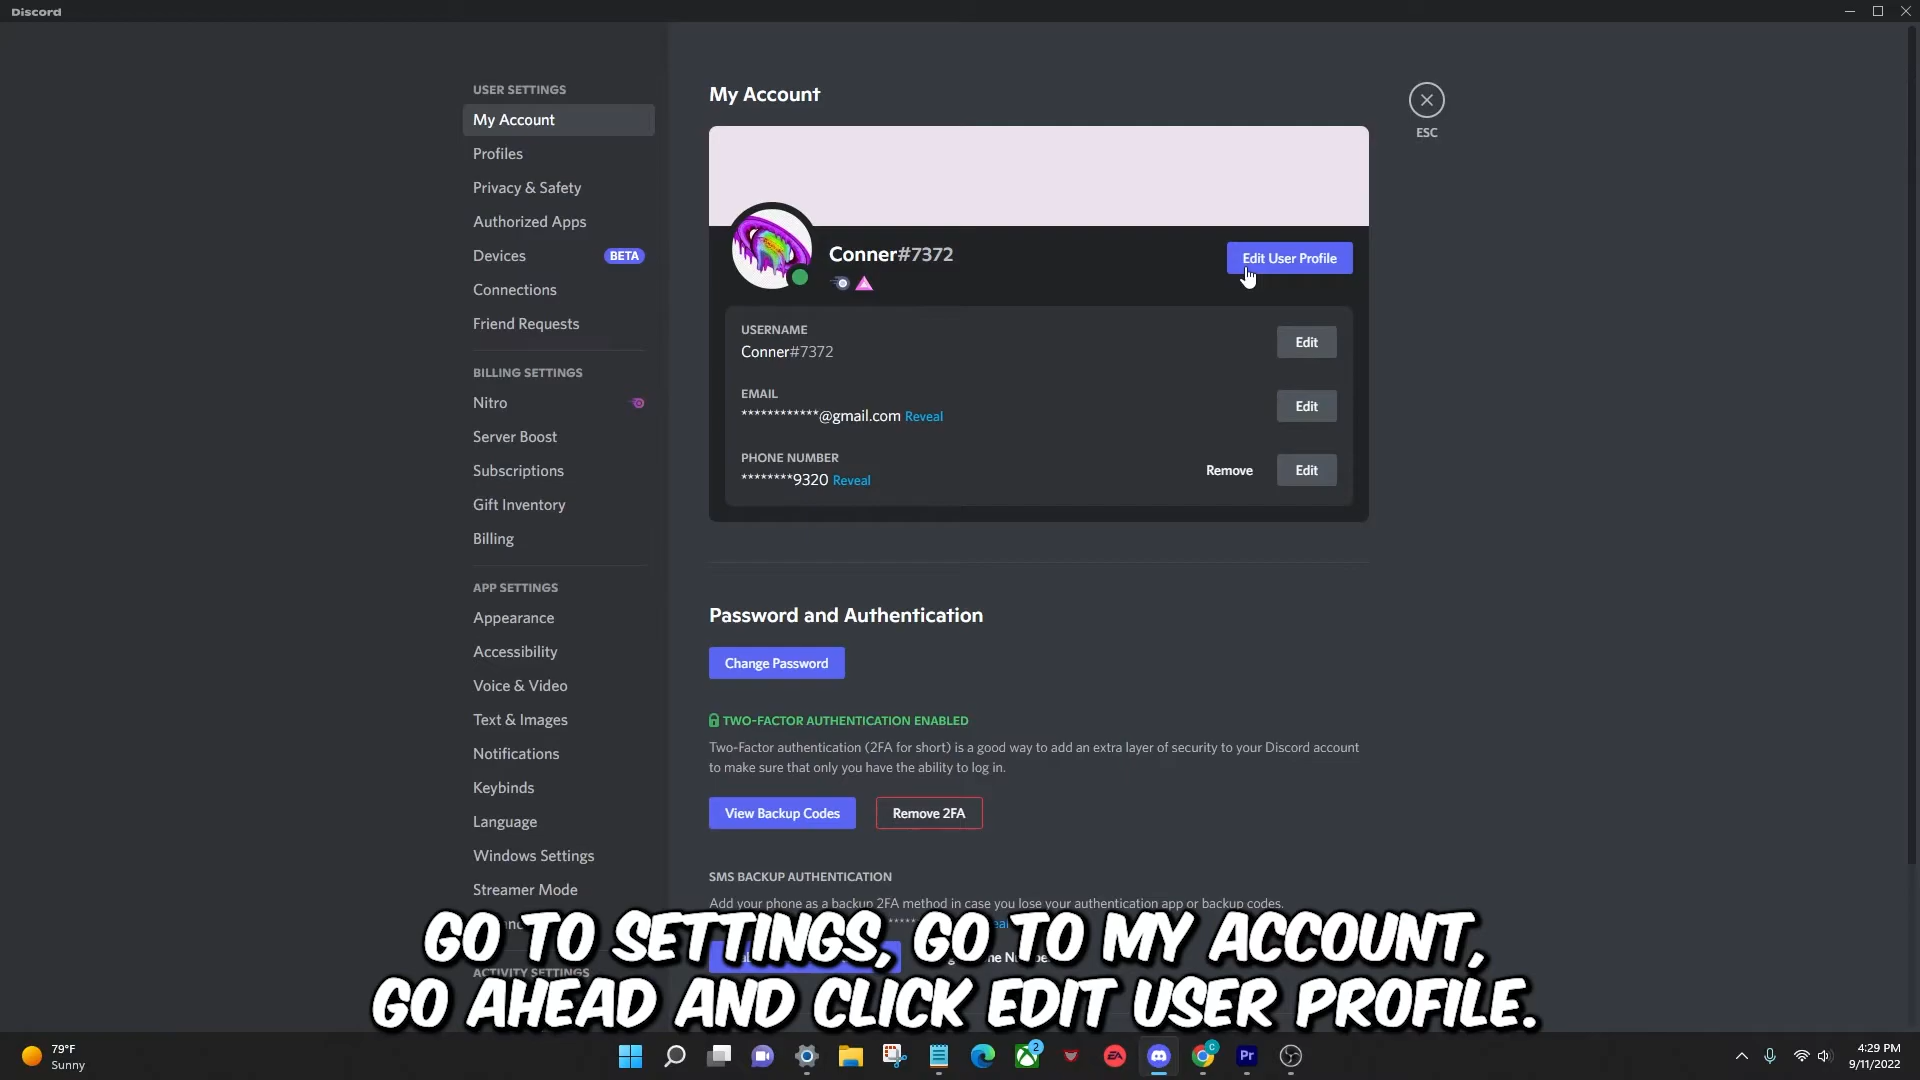 Discord
USER SETTINGS
My Account
Profiles
Privacy & Safety
Authorized Apps
Devices
BETA
Connections
Friend Requests
BILLING SETTINGS
Nitro
Server Boost
Subscriptions
Gift Inventory
Billing
APP SETTINGS
Appearance
Accessibility
Voice & Video
Text & Images
Notifications
Keybinds
Language
Windows Settings
Streamer Mode
ACTIVITY SETTINGS
My Account
ESC
Conner#7372
Edit User Profile
USERNAME
Conner#7372
Edit
EMAIL
************@gmail.com Reveal
Edit
PHONE NUMBER
********9320 Reveal
Remove
Edit
Password and Authentication
Change Password
TWO-FACTOR AUTHENTICATION ENABLED
Two-Factor authentication (2FA for short) is a good way to add an extra layer of security to your Discord account
to make sure that only you have the ability to log in.
View Backup Codes
Remove 2FA
SMS BACKUP AUTHENTICATION
Add your phone as a backup 2FA method in case you lose your authentication app or backup codes.
GO TO SETTINGS, GO TO MY ACCOUNT,
GO AHEAD AND CLICK EDIT USER PROFILE.
79°F
Sunny
2
EA
C
Pr
4:29 PM
9/11/2022